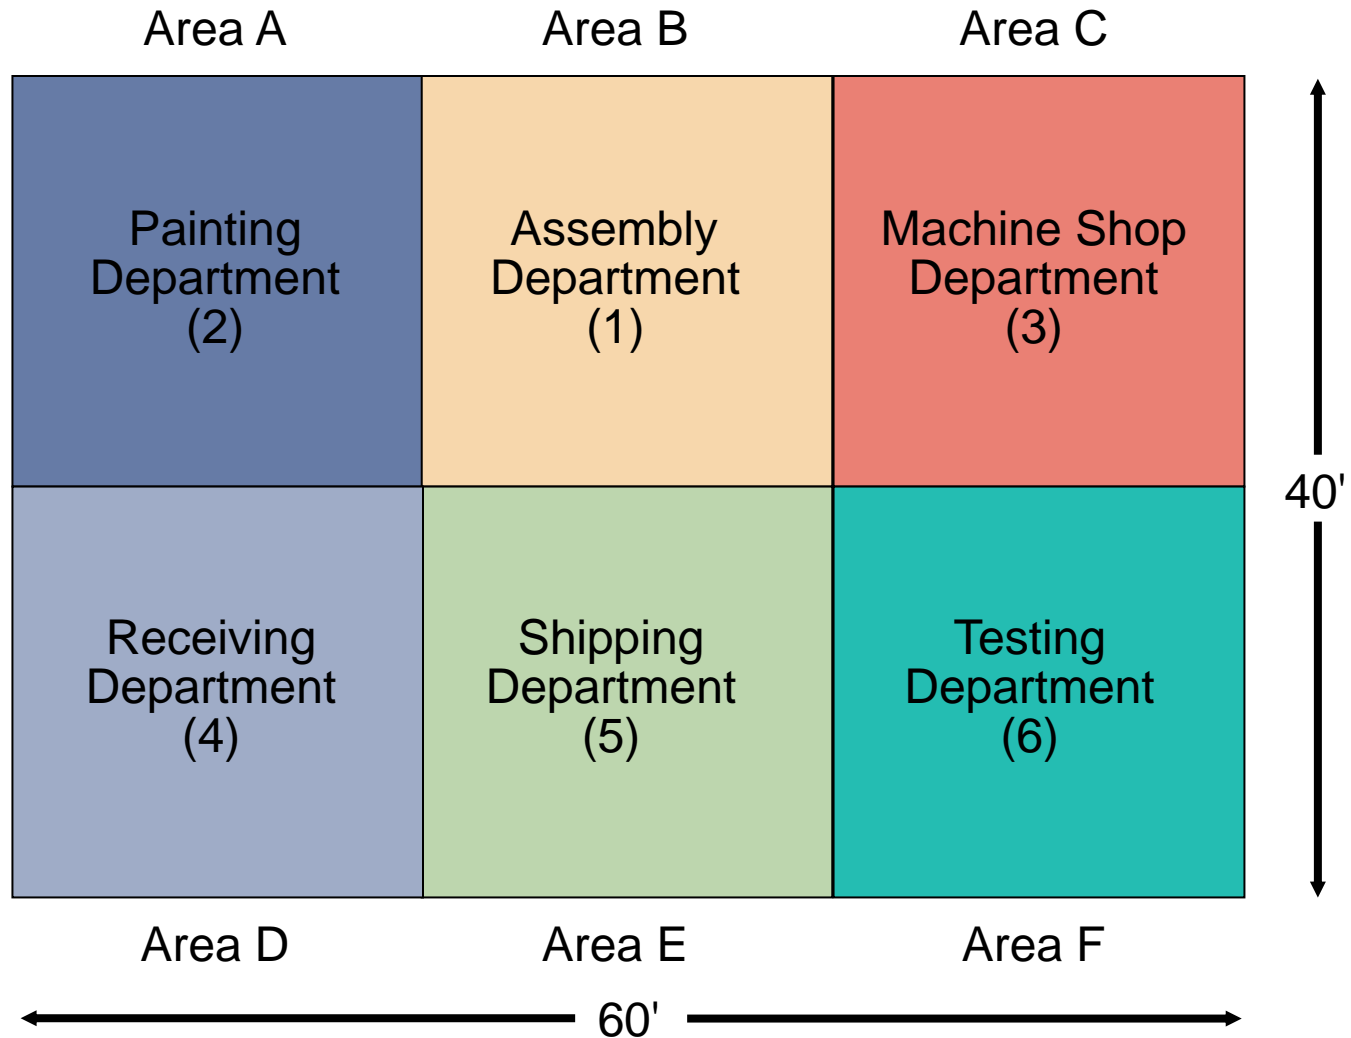 Area A
Area B
Area C
Painting
Department
(2)
Assembly
Department
(1)
Machine Shop
Department
(3)
40'
Receiving
Department
(4)
Shipping
Department
(5)
Testing
Department
(6)
Area D
Area E
Area F
60'